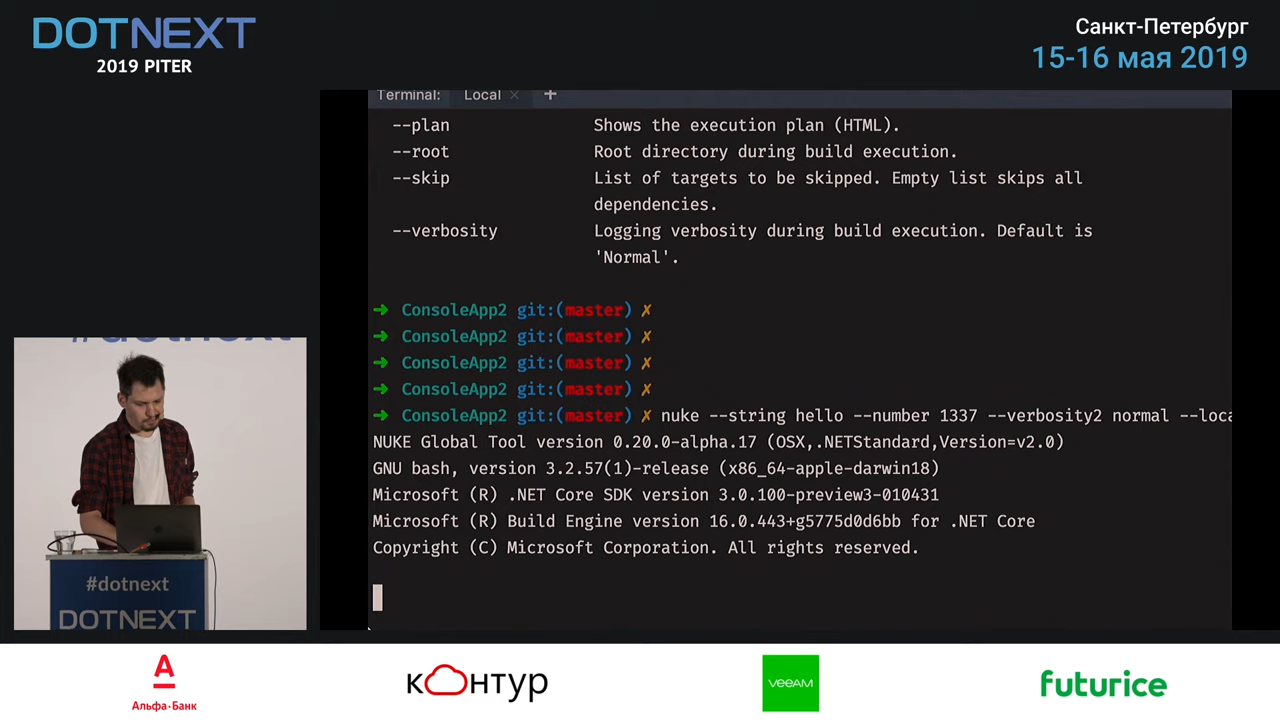 DOTNEXT
2019 PITER
Санкт-Петербург
15-16 мая 2019
Terminal: Local × +
--plan Shows the execution plan (HTML).
--root Root directory during build execution.
--skip List of targets to be skipped. Empty list skips all
dependencies.
--verbosity Logging verbosity during build execution. Default is
'Normal'.
➜ ConsoleApp2 git:(master) ✗
➜ ConsoleApp2 git:(master) ✗
➜ ConsoleApp2 git:(master) ✗
➜ ConsoleApp2 git:(master) ✗
➜ ConsoleApp2 git:(master) ✗ nuke --string hello --number 1337 --verbosity2 normal --loca
NUKE Global Tool version 0.20.0-alpha.17 (OSX,.NETStandard,Version=v2.0)
GNU bash, version 3.2.57(1)-release (x86_64-apple-darwin18)
Microsoft (R) .NET Core SDK version 3.0.100-preview3-010431
Microsoft (R) Build Engine version 16.0.443+g5775d0d6bb for .NET Core
Copyright (C) Microsoft Corporation. All rights reserved.
#dotnext
#dotnext
DOTNEXT
А
Альфа·Банк
контур
veeAM
futurice